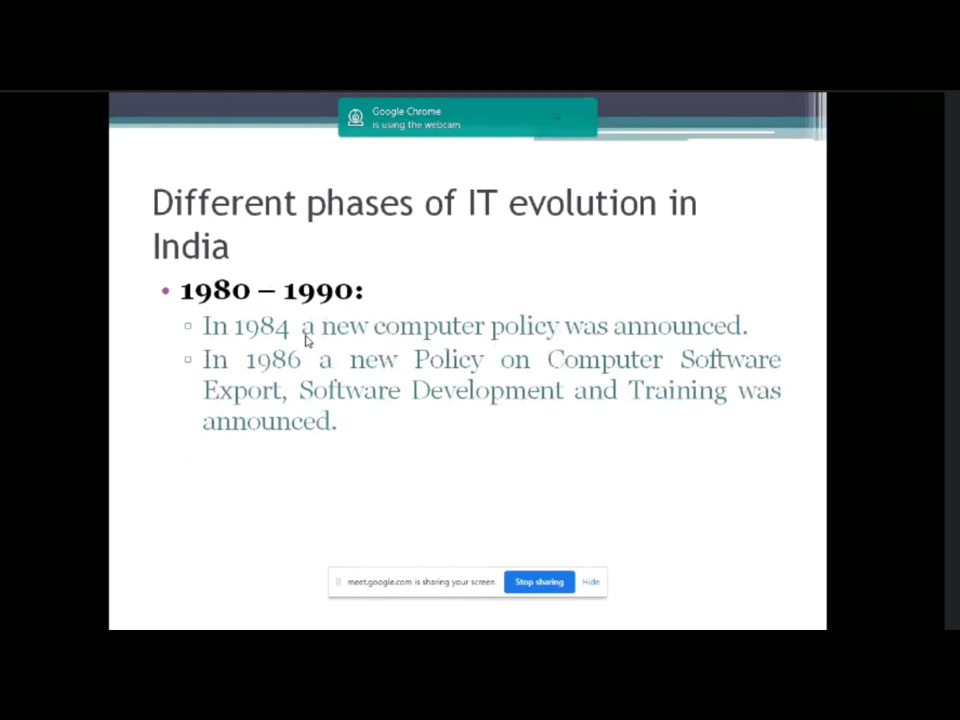 Google Chrome
is using the webcam
Different phases of IT evolution in
India
• 1980 – 1990:
▫ In 1984 a new computer policy was announced.
▫ In 1986 a new Policy on Computer Software
Export, Software Development and Training was
announced.
meet.google.com is sharing your screen. Stop sharing Hide